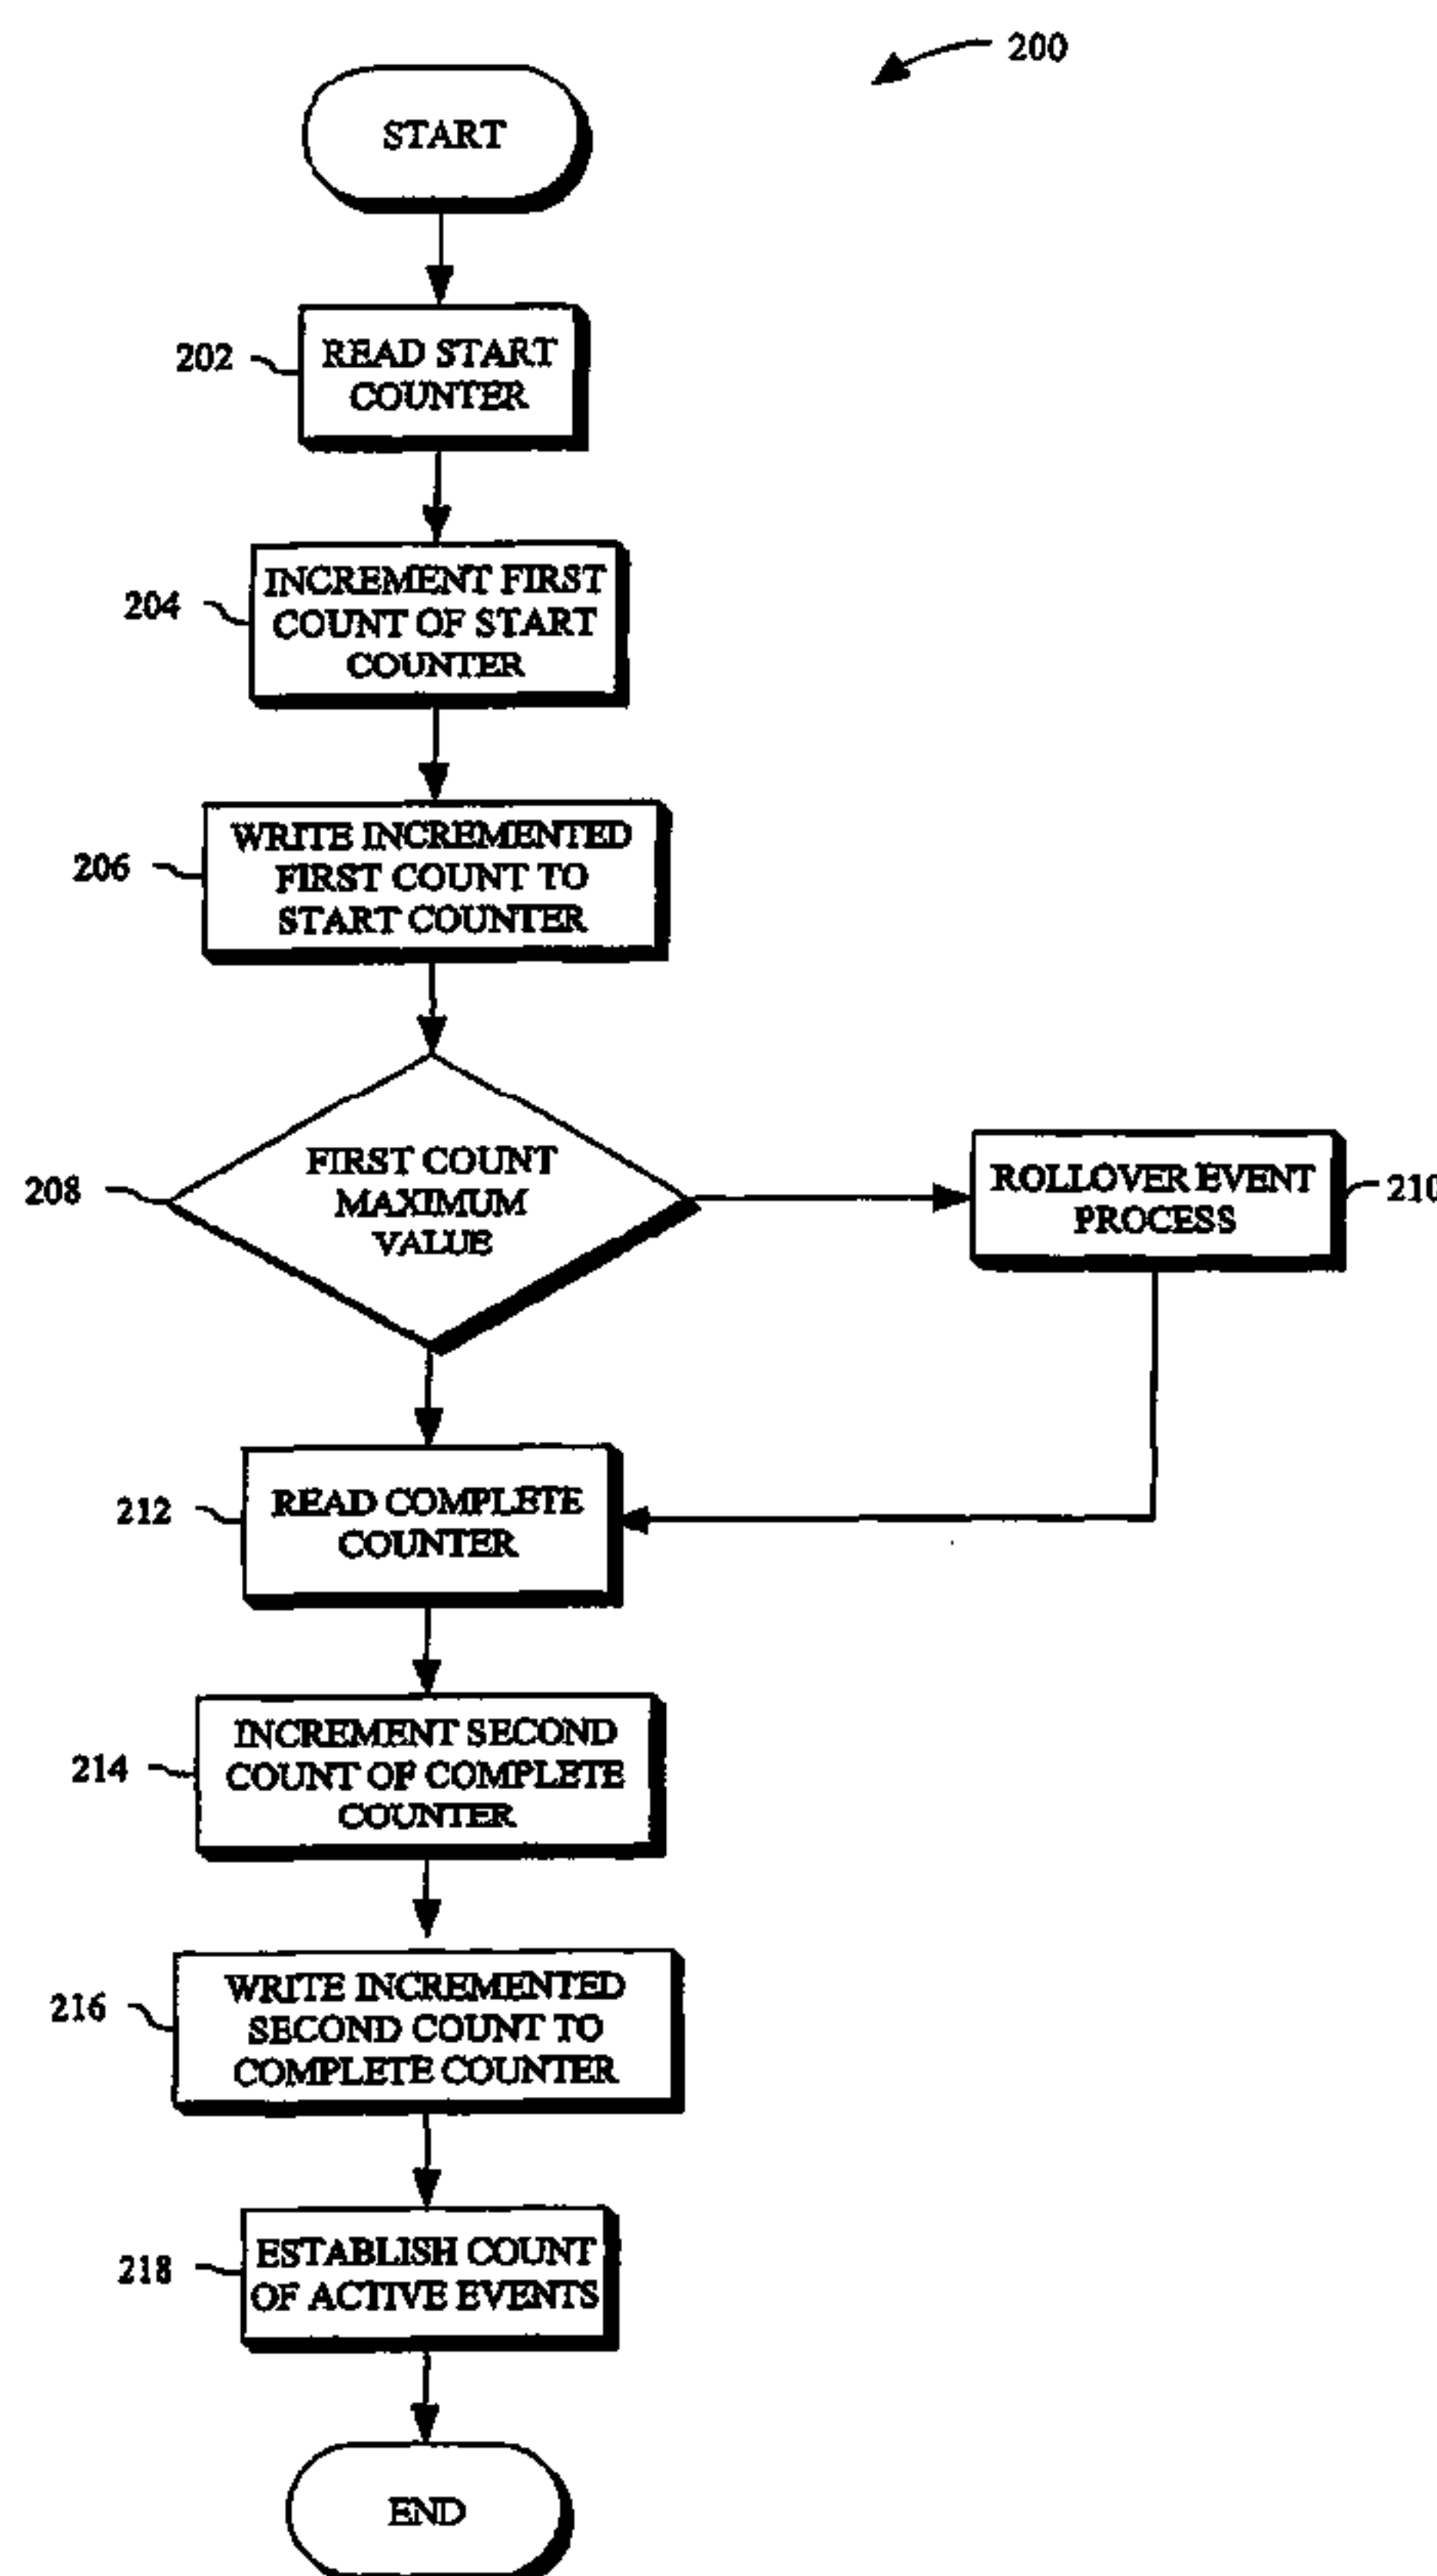 200
START
202
READ START
COUNTER
204
INCREMENT FIRST
COUNT OF START
COUNTER
206
WRITE INCREMENTED
FIRST COUNT TO
START COUNTER
208
FIRST COUNT
MAXIMUM
VALUE
ROLLOVER EVENT
PROCESS
210
212
READ COMPLETE
COUNTER
214
INCREMENT SECOND
COUNT OF COMPLETE
COUNTER
216
WRITE INCREMENTED
SECOND COUNT TO
COMPLETE COUNTER
218
ESTABLISH COUNT
OF ACTIVE EVENTS
END